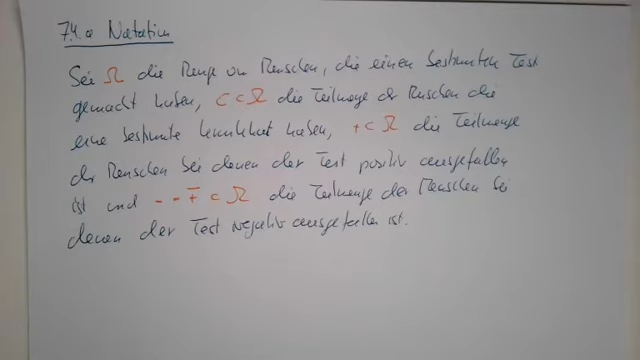 7.4.a Notation
Sei Ω die Menge von Menschen, die einen bestimmten Test
gemacht haben, C ⊂ Ω die Teilmenge der Menschen die
eine bestimmte Krankheit haben, + ⊂ Ω die Teilmenge
der Menschen bei denen der Test positiv ausgefallen
ist und - = +̅ ⊂ Ω die Teilmenge der Menschen bei
denen der Test negativ ausgefallen ist.